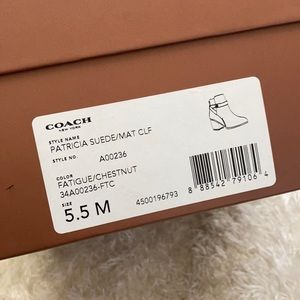 COACH
NEW YORK
STYLE NAME
PATRICIA SUEDE/MAT CLF
STYLE NO.
A00236
COLOR
FATIGUE/CHESTNUT
34A00236-FTC
SIZE
5.5 M
4500196793
8 88542 79106 4